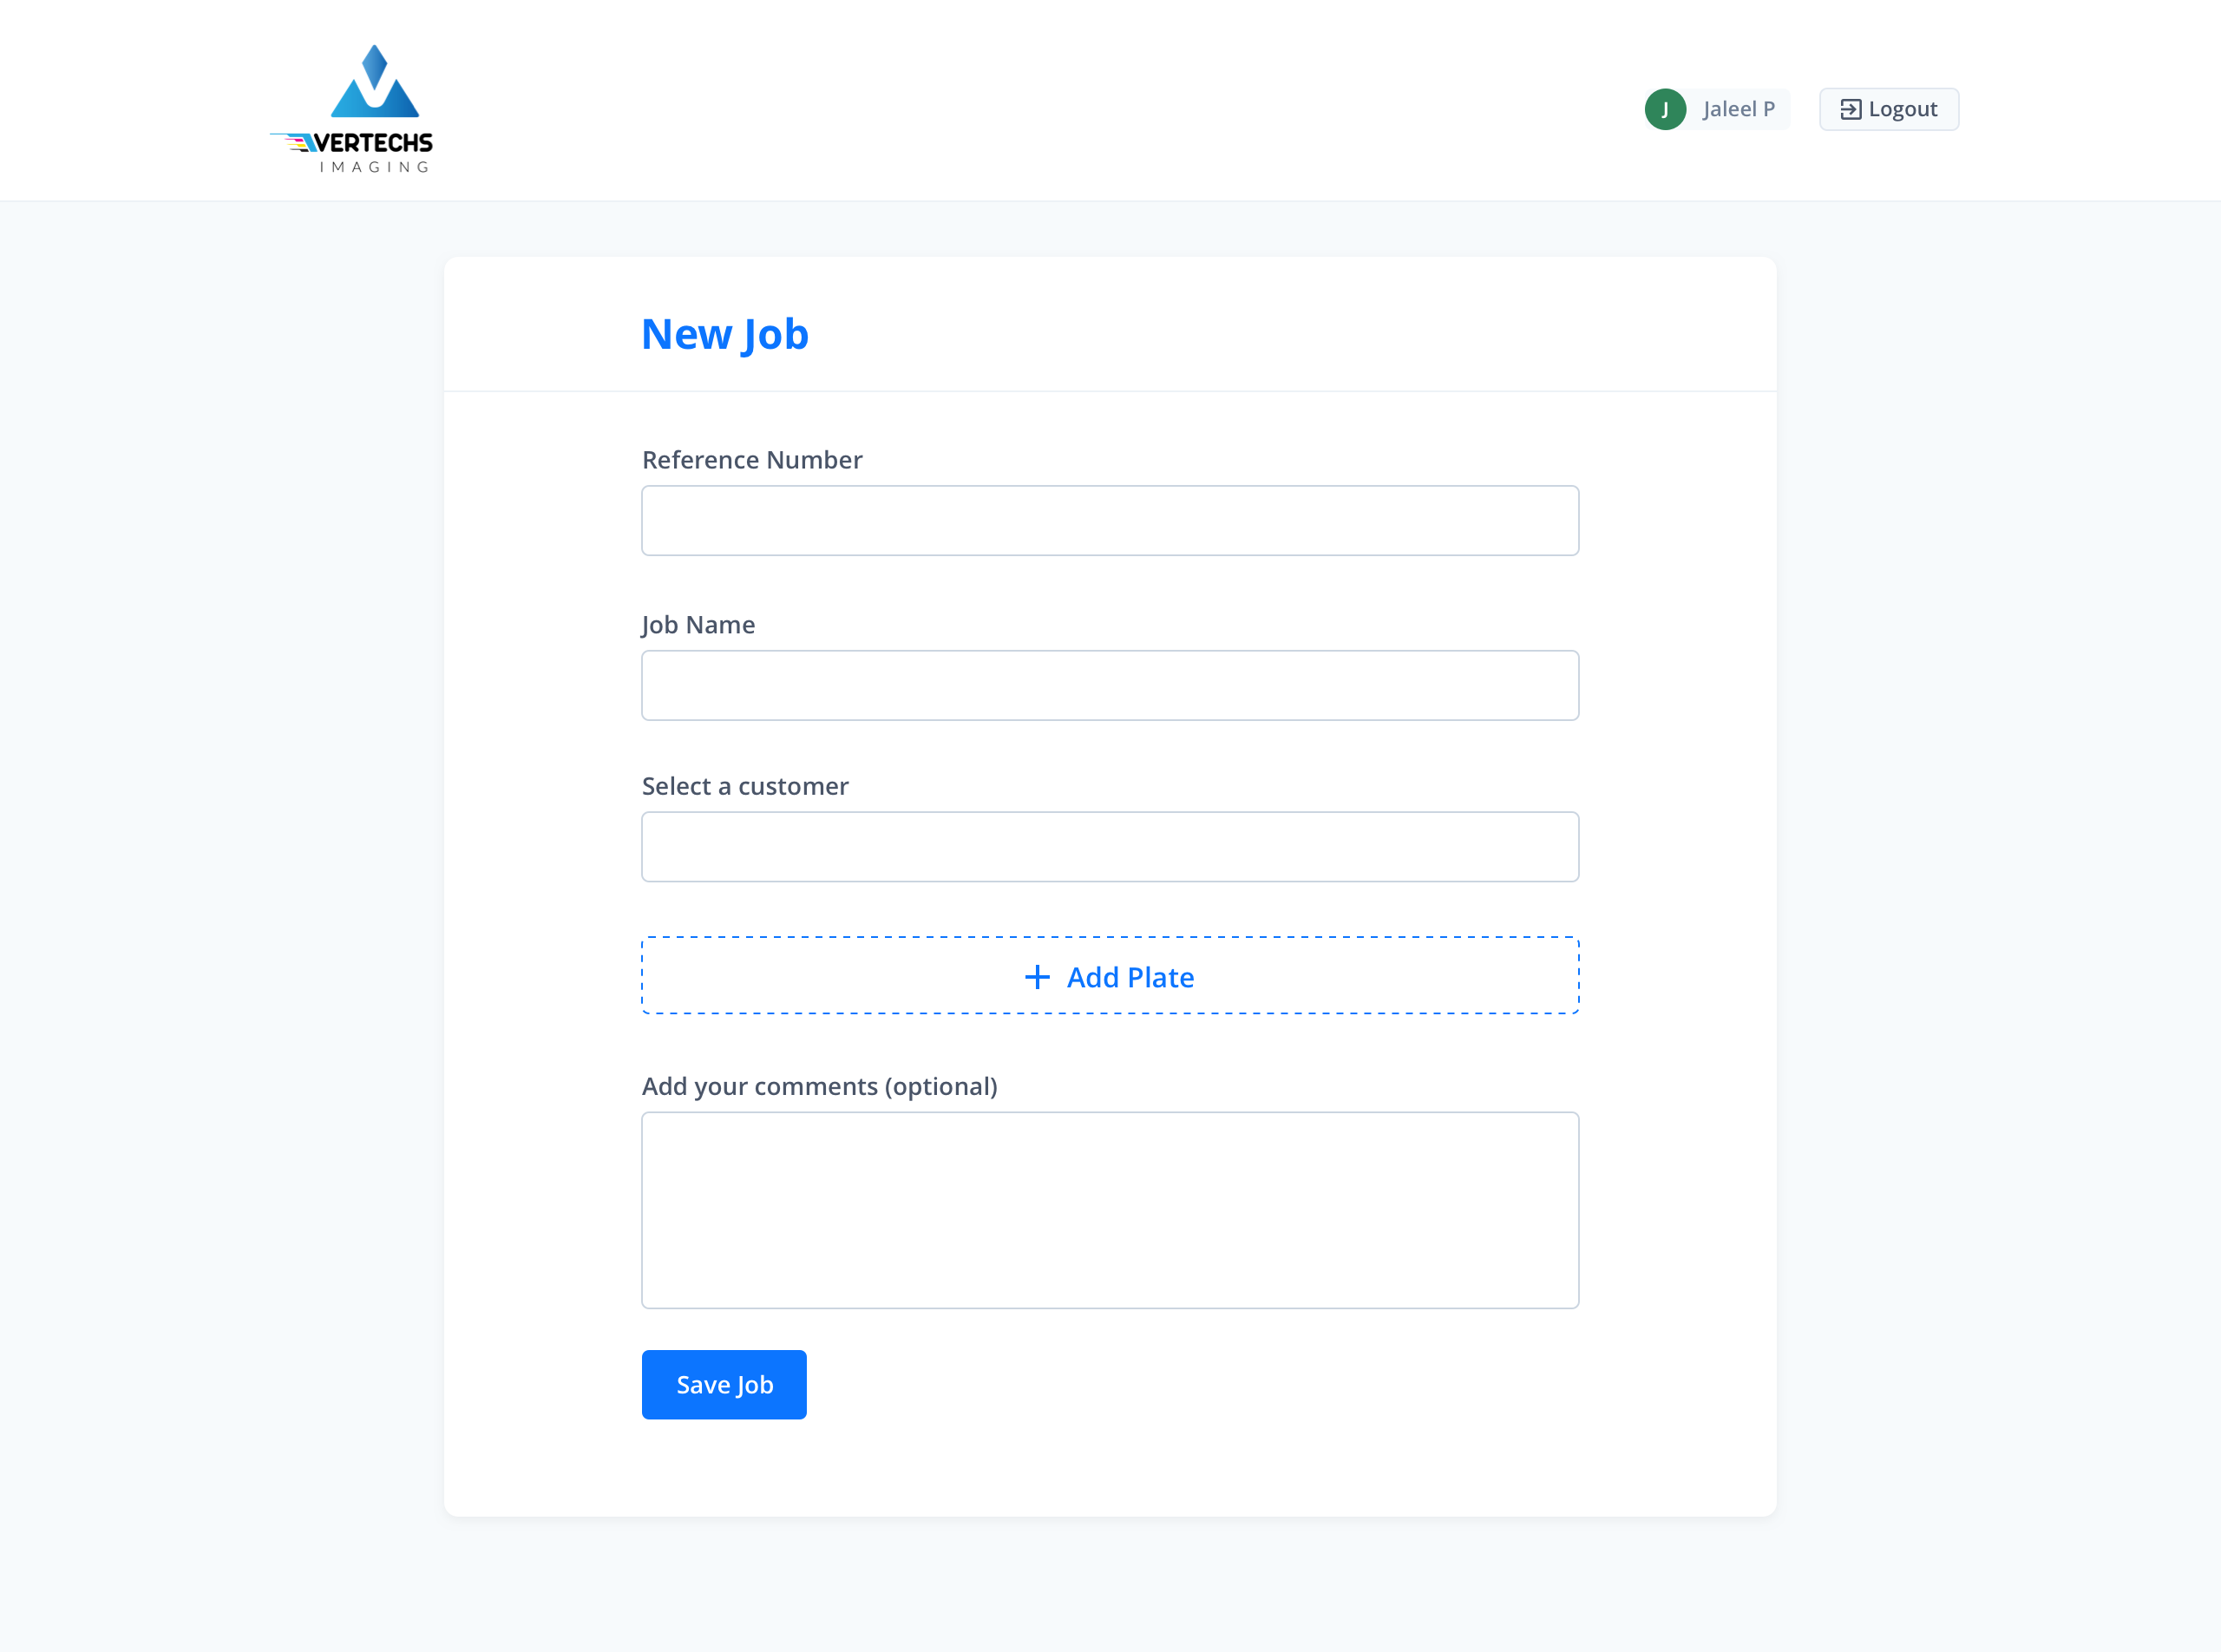 VERTECHS
IMAGING
J
Jaleel P
Logout
New Job
Reference Number
Job Name
Select a customer
Add Plate
Add your comments (optional)
Save Job